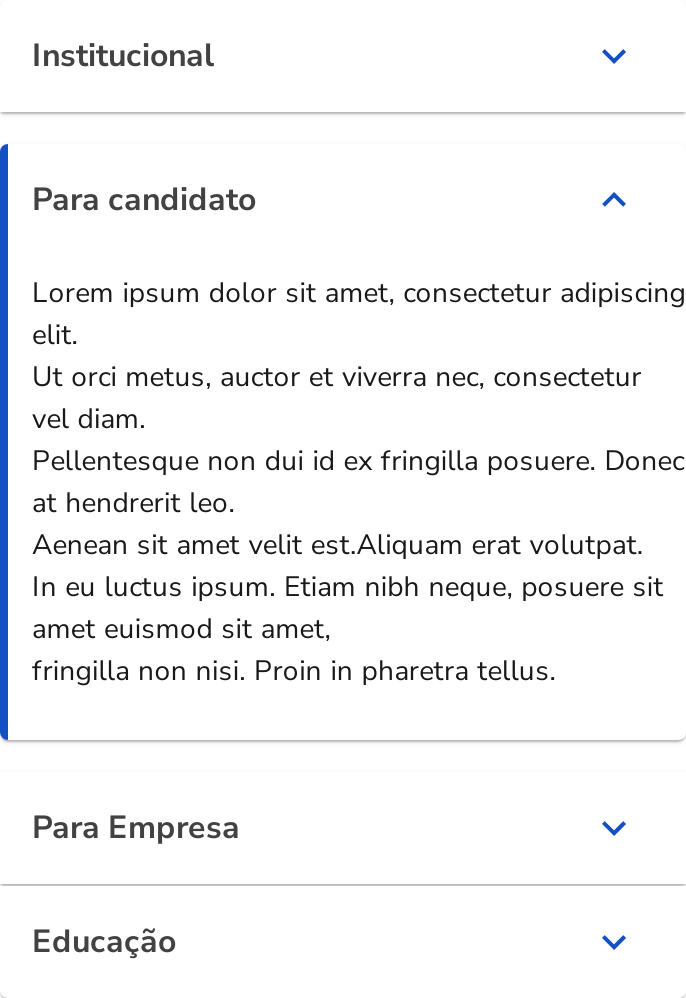 Institucional
Para candidato
Lorem ipsum dolor sit amet, consectetur adipiscing
elit.
Ut orci metus, auctor et viverra nec, consectetur
vel diam.
Pellentesque non dui id ex fringilla posuere. Donec
at hendrerit leo.
Aenean sit amet velit est.Aliquam erat volutpat.
In eu luctus ipsum. Etiam nibh neque, posuere sit
amet euismod sit amet,
fringilla non nisi. Proin in pharetra tellus.
Para Empresa
Educação